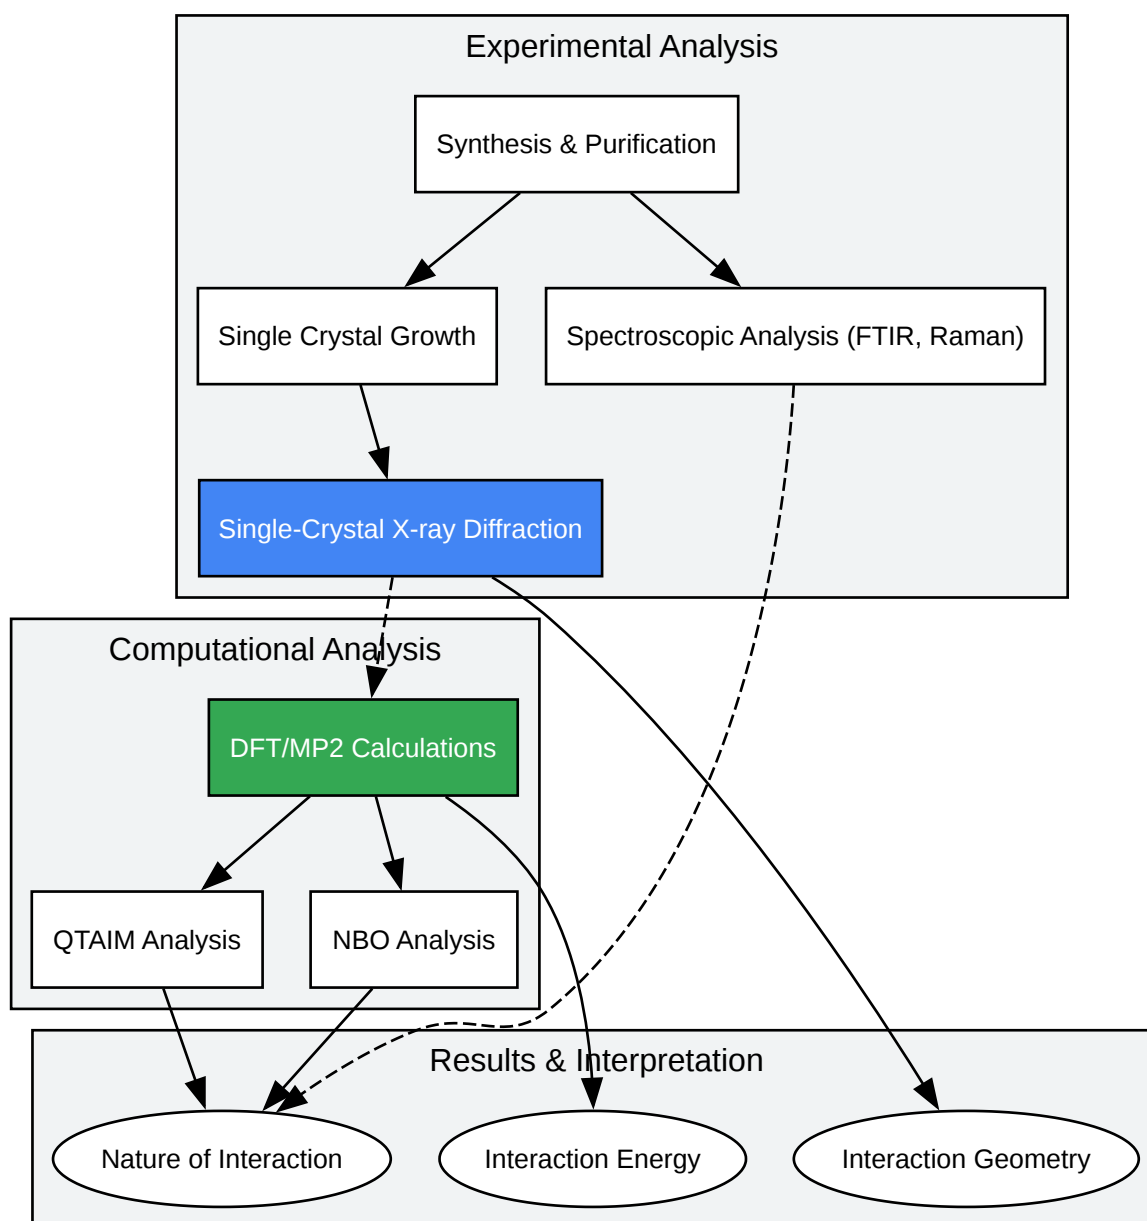 Experimental Analysis
Synthesis & Purification
Single Crystal Growth
Spectroscopic Analysis (FTIR, Raman)
Single-Crystal X-ray Diffraction
Computational Analysis
DFT/MP2 Calculations
QTAIM Analysis
NBO Analysis
Results & Interpretation
Nature of Interaction
Interaction Energy
Interaction Geometry